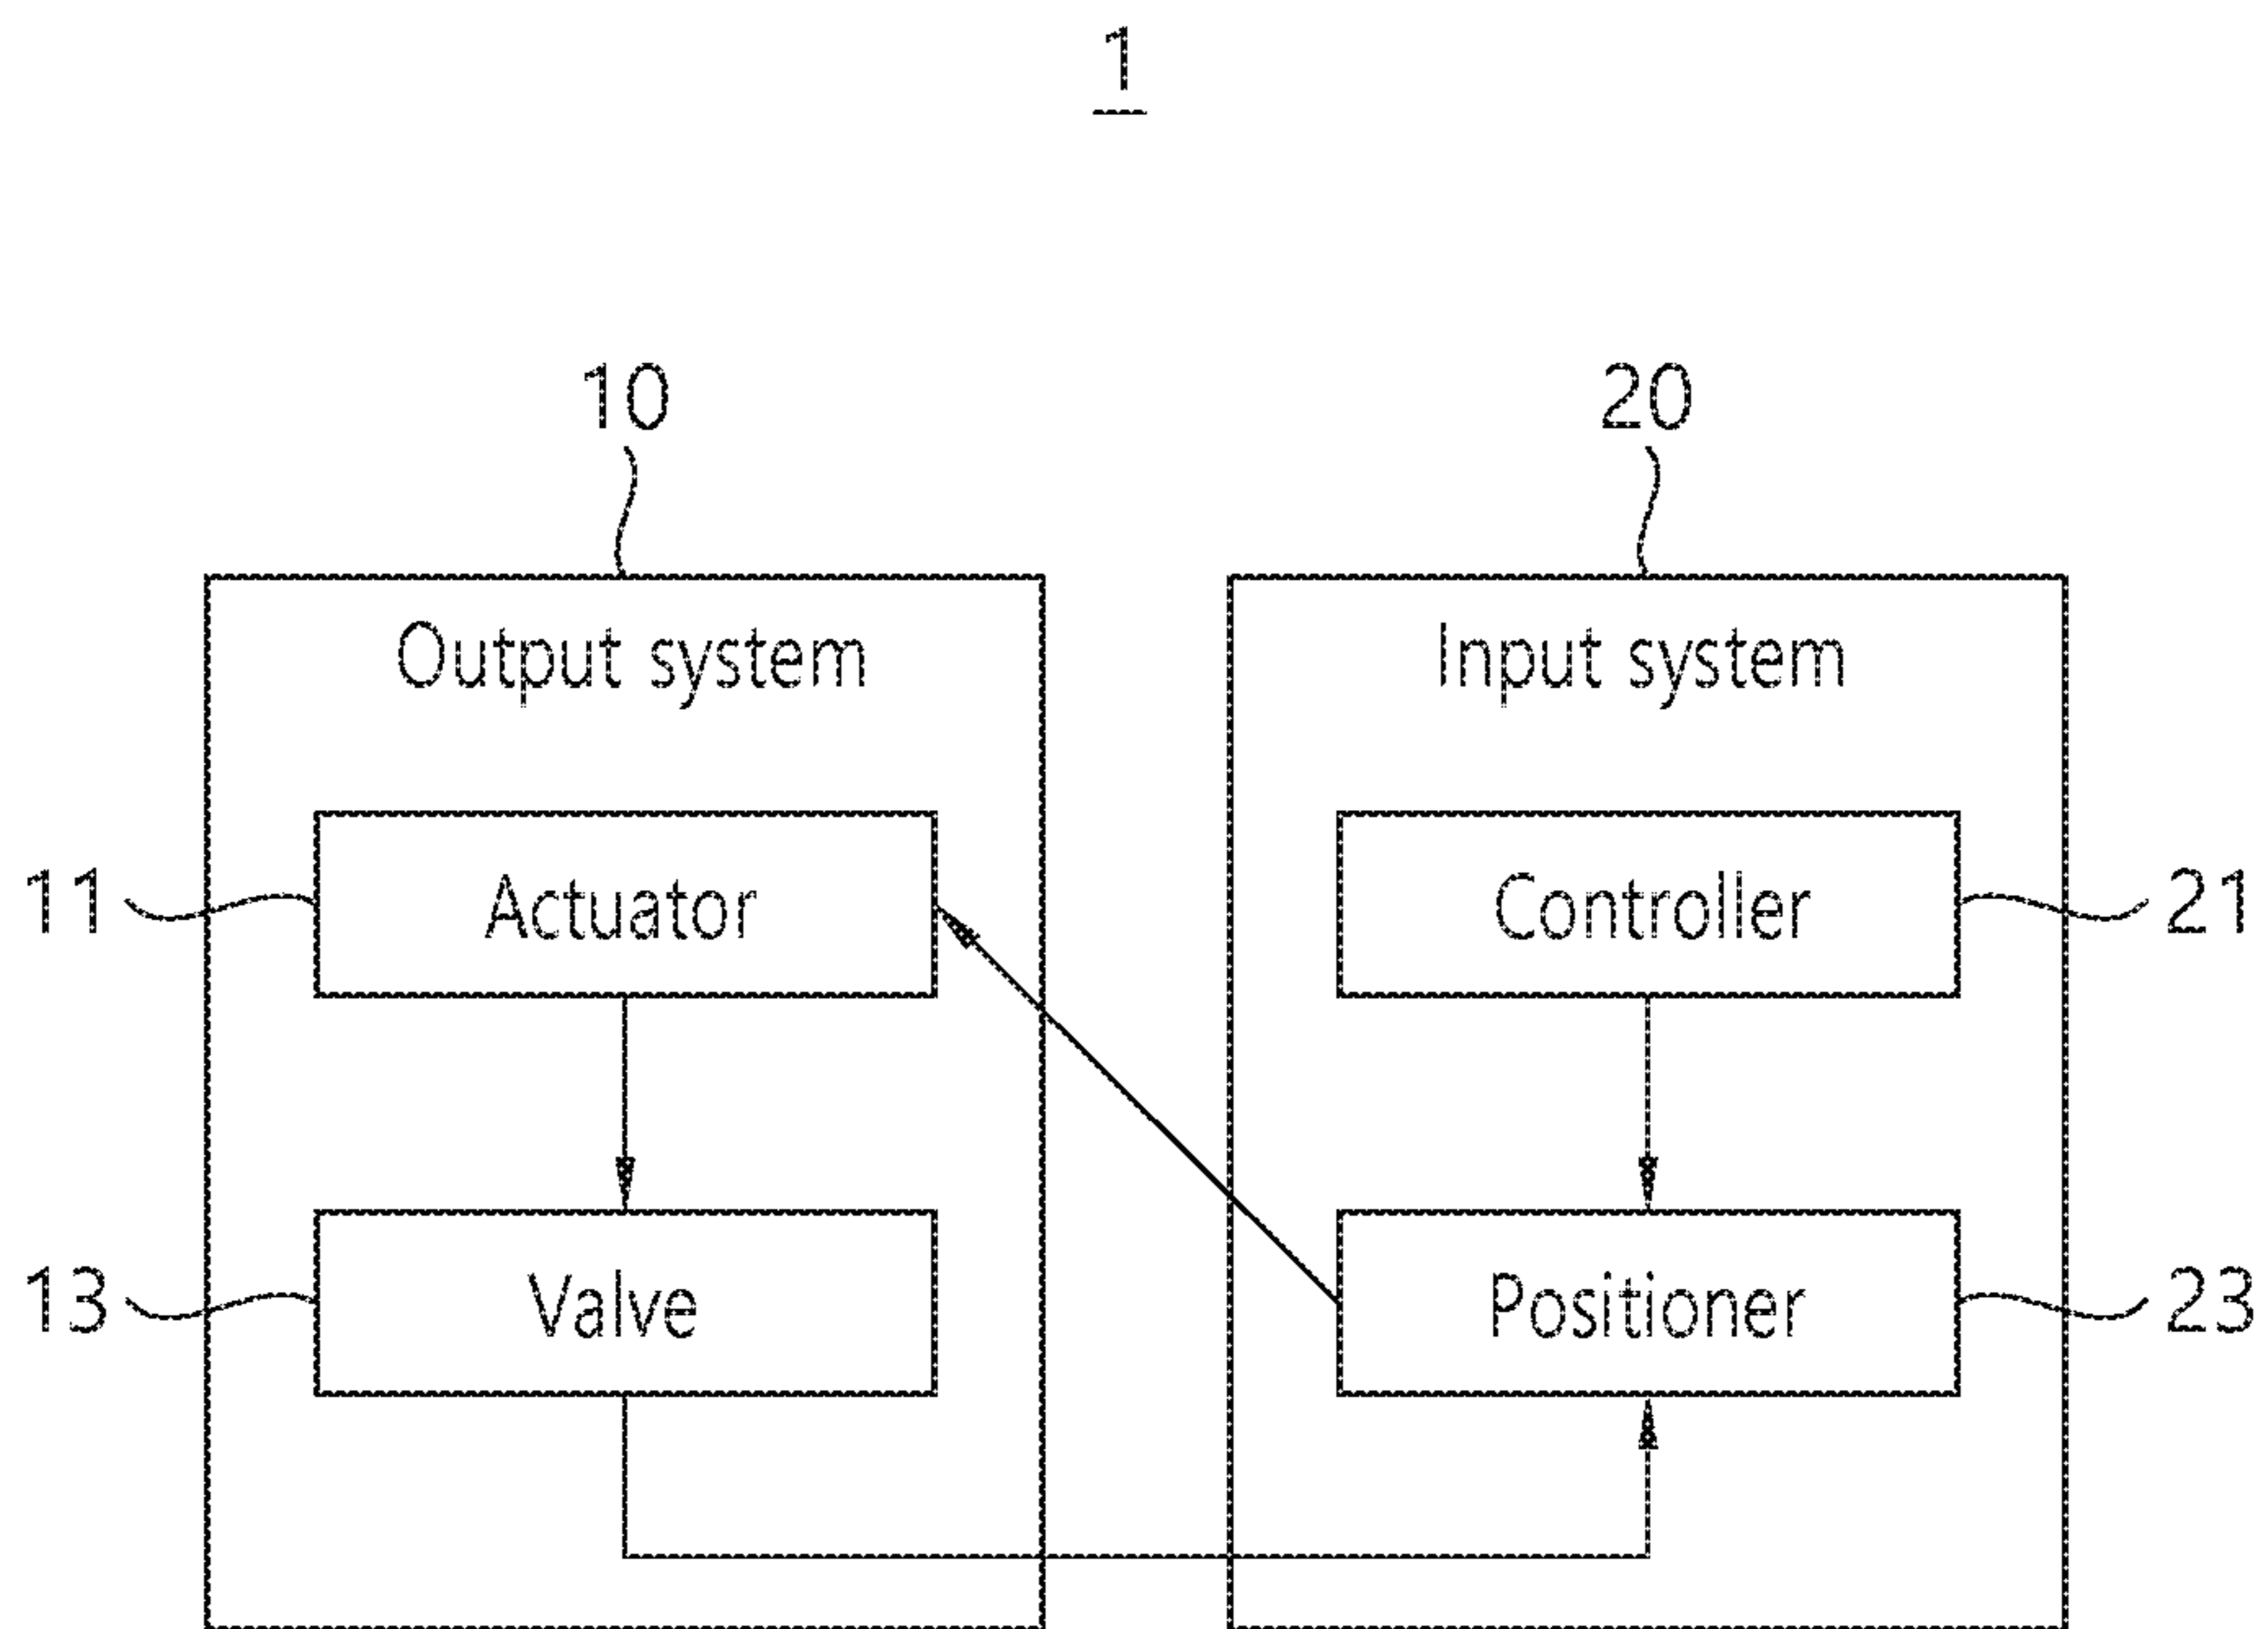 1
10
20
Output system
Input system
11
Actuator
Controller
21
13
Valve
Positioner
23